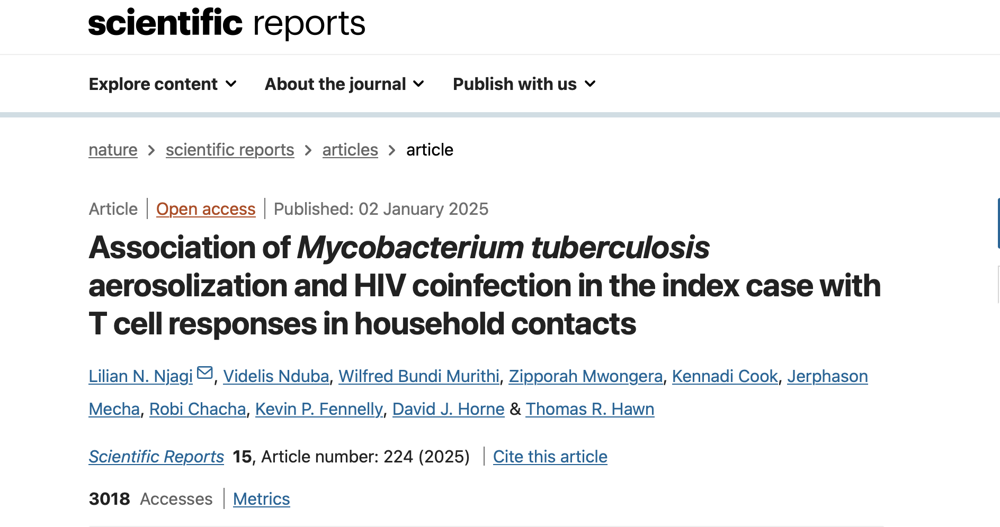 scientific reports
Explore content About the journal Publish with us
nature > scientific reports > articles > article
Article | Open access | Published: 02 January 2025
Association of Mycobacterium tuberculosis
aerosolization and HIV coinfection in the index case with
T cell responses in household contacts
Lilian N. Njagi, Videlis Nduba, Wilfred Bundi Murithi, Zipporah Mwongera, Kennadi Cook, Jerphason
Mecha, Robi Chacha, Kevin P. Fennelly, David J. Horne & Thomas R. Hawn
Scientific Reports 15, Article number: 224 (2025) | Cite this article
3018 Accesses | Metrics